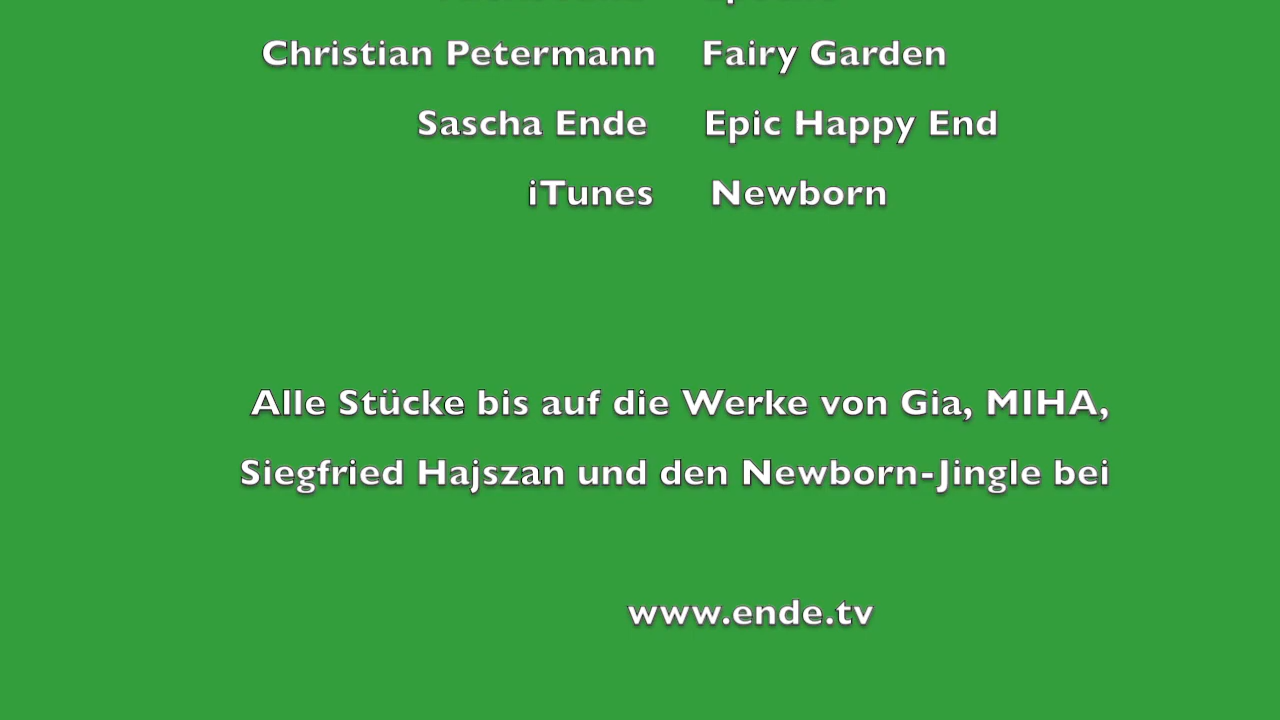 Christian Petermann Fairy Garden
Sascha Ende Epic Happy End
iTunes Newborn
Alle Stücke bis auf die Werke von Gia, MIHA,
Siegfried Hajszan und den Newborn-Jingle bei
www.ende.tv